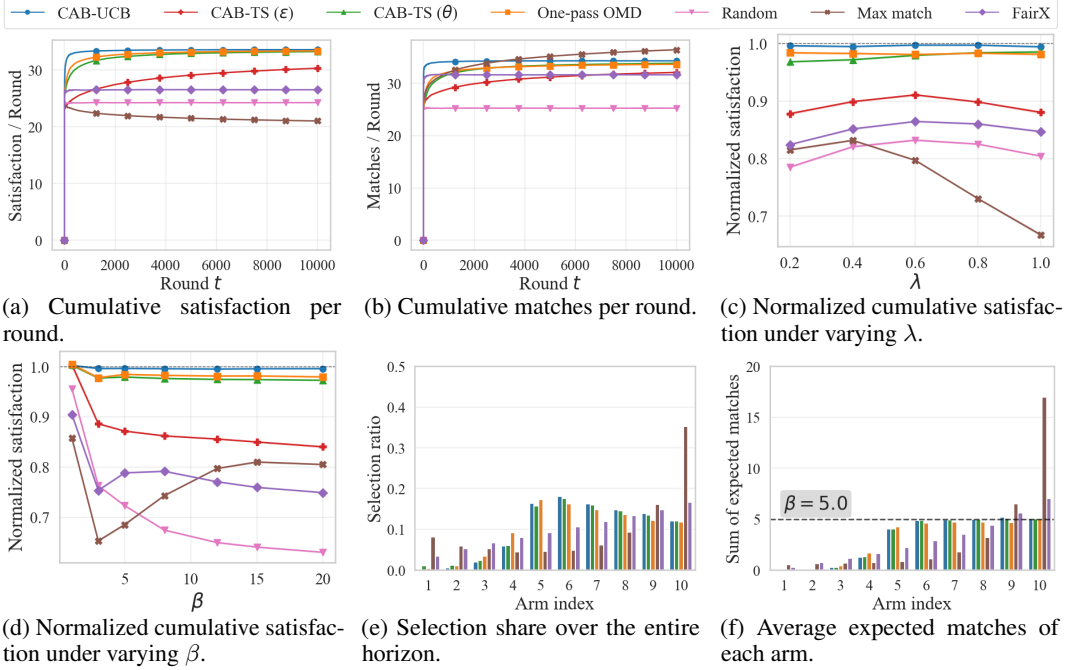 CAB-UCB CAB-TS (ε) CAB-TS (θ) One-pass OMD Random Max match FairX
Satisfaction / Round
30
20
10
0
0 2000 4000 6000 8000 10000
Round t
Matches / Round
40
30
20
10
0
0 2000 4000 6000 8000 10000
Round t
Normalized satisfaction
1.0
0.9
0.8
0.7
0.2 0.4 0.6 0.8 1.0
λ
(a) Cumulative satisfaction per
round.
(b) Cumulative matches per round.
(c) Normalized cumulative satisfac-
tion under varying λ.
Normalized satisfaction
1.0
0.9
0.8
0.7
5 10 15 20
β
Selection ratio
0.5
0.4
0.3
0.2
0.1
0.0
1 2 3 4 5 6 7 8 9 10
Arm index
Sum of expected matches
20
15
10
5
0
β = 5.0
1 2 3 4 5 6 7 8 9 10
Arm index
(d) Normalized cumulative satisfac-
tion under varying β.
(e) Selection share over the entire
horizon.
(f) Average expected matches of
each arm.